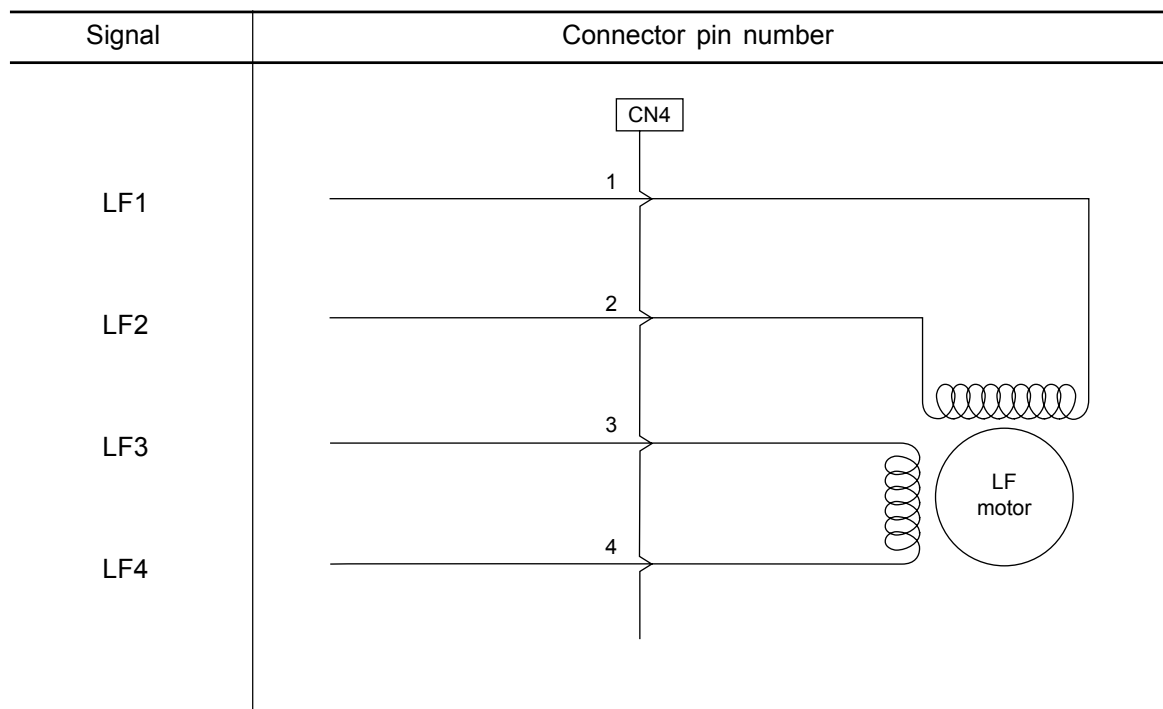 Signal Connector pin number
CN4
LF1 1
LF2 2
LF3 3
LF
motor
LF4 4